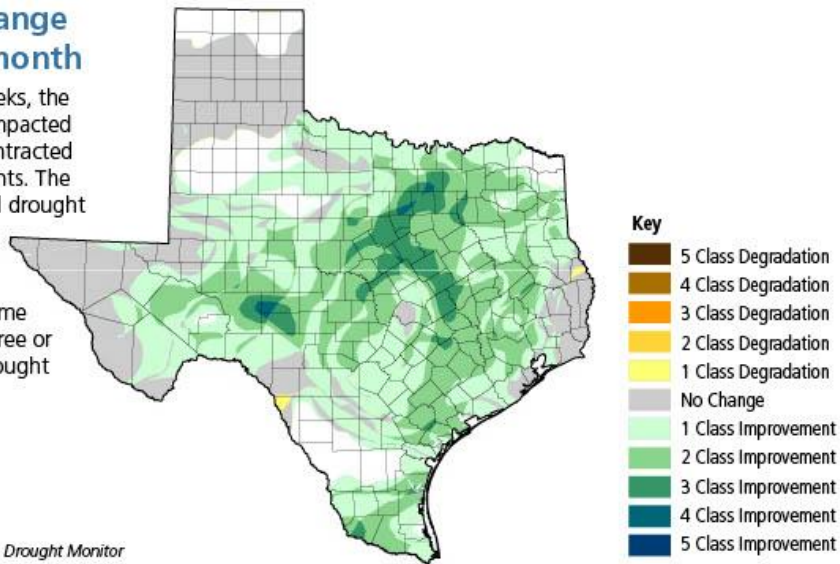 ange
month
eks, the
npacted
ntracted
nts. The
d drought
me
ree or
ought
Key
5 Class Degradation
4 Class Degradation
3 Class Degradation
2 Class Degradation
1 Class Degradation
No Change
1 Class Improvement
2 Class Improvement
3 Class Improvement
4 Class Improvement
5 Class Improvement
Drought Monitor